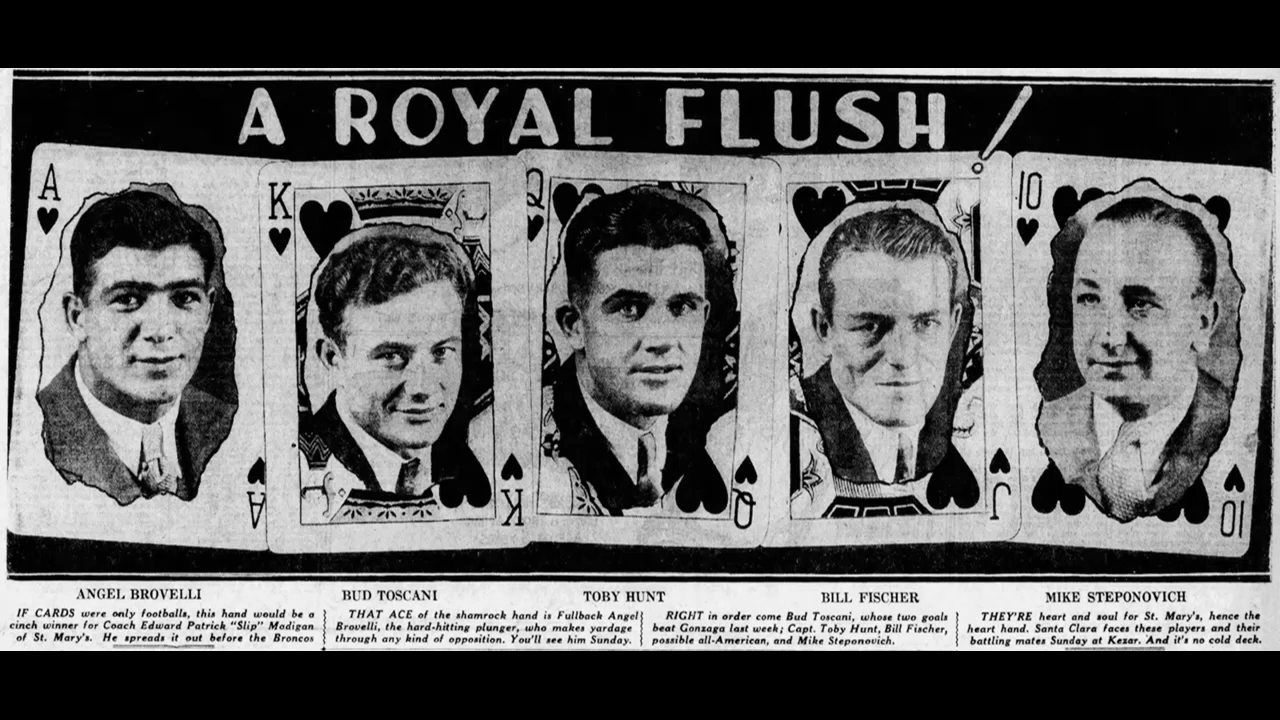 A ROYAL FLUSH!
A
K
Q
10
A
K
Q
J
10
ANGEL BROVELLI
BUD TOSCANI
TOBY HUNT
BILL FISCHER
MIKE STEPONOVICH
IF CARDS were only footballs, this hand would be a
cinch winner for Coach Edward Patrick "Slip" Madigan
of St. Mary's. He spreads it out before the Broncos
THAT ACE of the shamrock hand is Fullback Angel
Brovelli, the hard-hitting plunger, who makes yardage
through any kind of opposition. You'll see him Sunday.
RIGHT in order come Bud Toscani, whose two goals
beat Gonzaga last week; Capt. Toby Hunt, Bill Fischer,
possible all-American, and Mike Steponovich.
THEY'RE heart and soul for St. Mary's, hence the
heart hand. Santa Clara faces these players and their
battling mates Sunday at Kezar. And it's no cold deck.